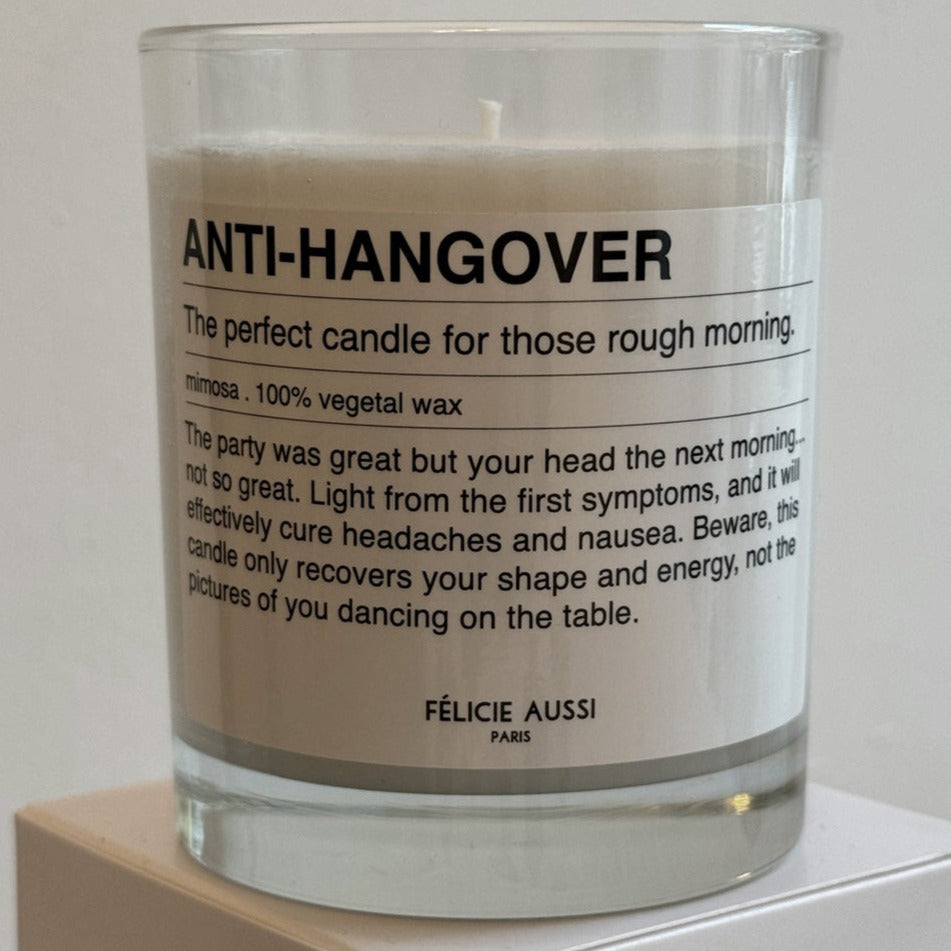 ANTI-HANGOVER
The perfect candle for those rough morning.
mimosa . 100% vegetal wax
The party was great but your head the next morning...
not so great. Light from the first symptoms, and it will
effectively cure headaches and nausea. Beware, this
candle only recovers your shape and energy, not the
pictures of you dancing on the table.
FÉLICIE AUSSI
PARIS